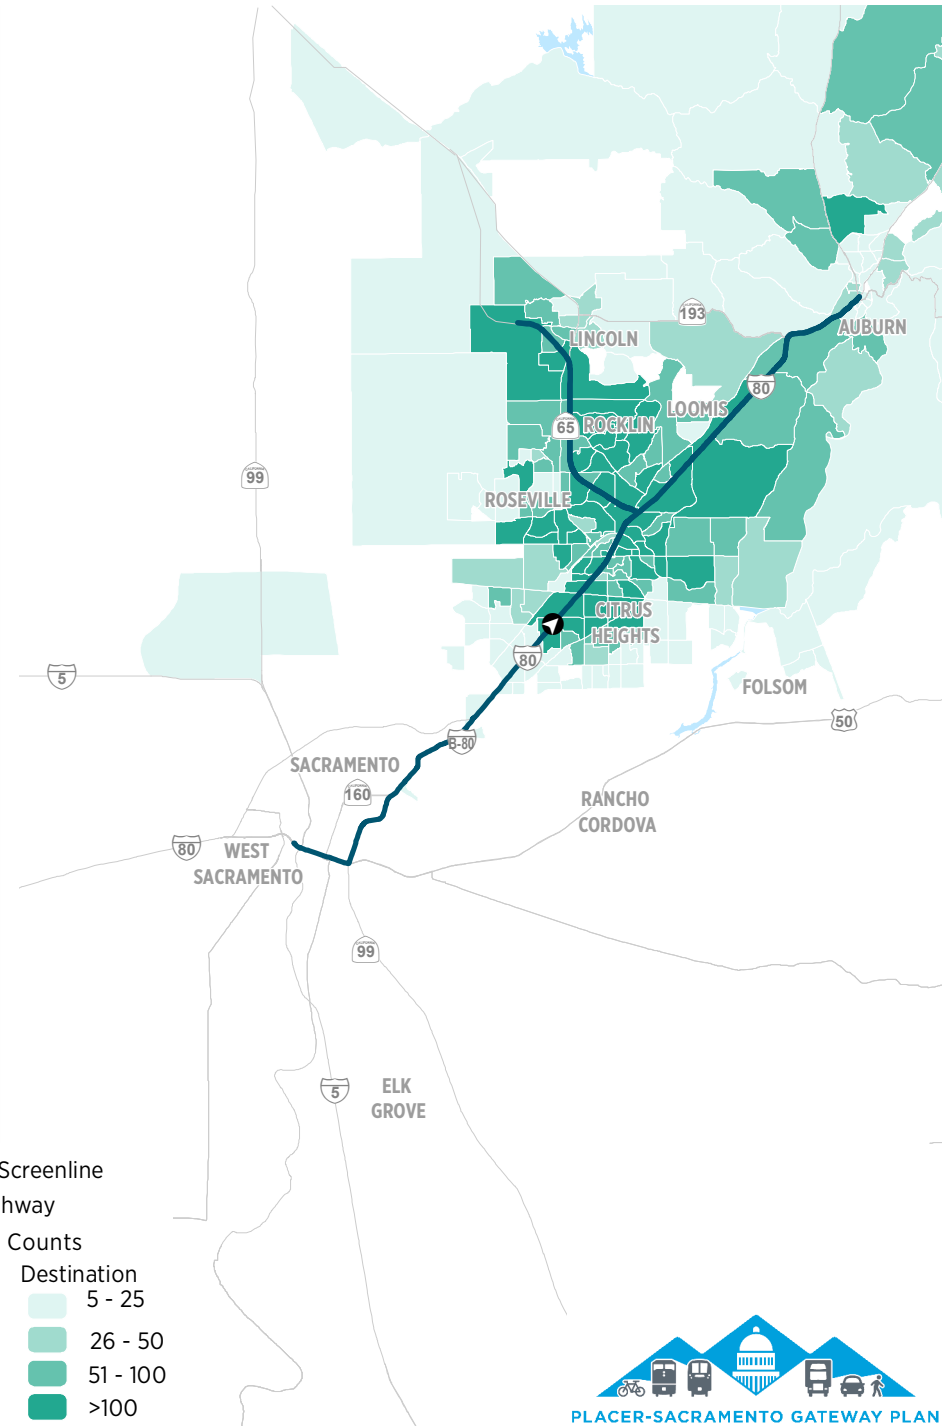 193
AUBURN
LINCOLN
80
LOOMIS
65
ROCKLIN
99
ROSEVILLE
CITRUS
HEIGHTS
80
5
FOLSOM
50
B-80
SACRAMENTO
160
RANCHO
CORDOVA
80
WEST
SACRAMENTO
99
5
ELK
GROVE
Screenline
hway
Counts
Destination
5 - 25
26 - 50
51 - 100
>100
PLACER-SACRAMENTO GATEWAY PLAN